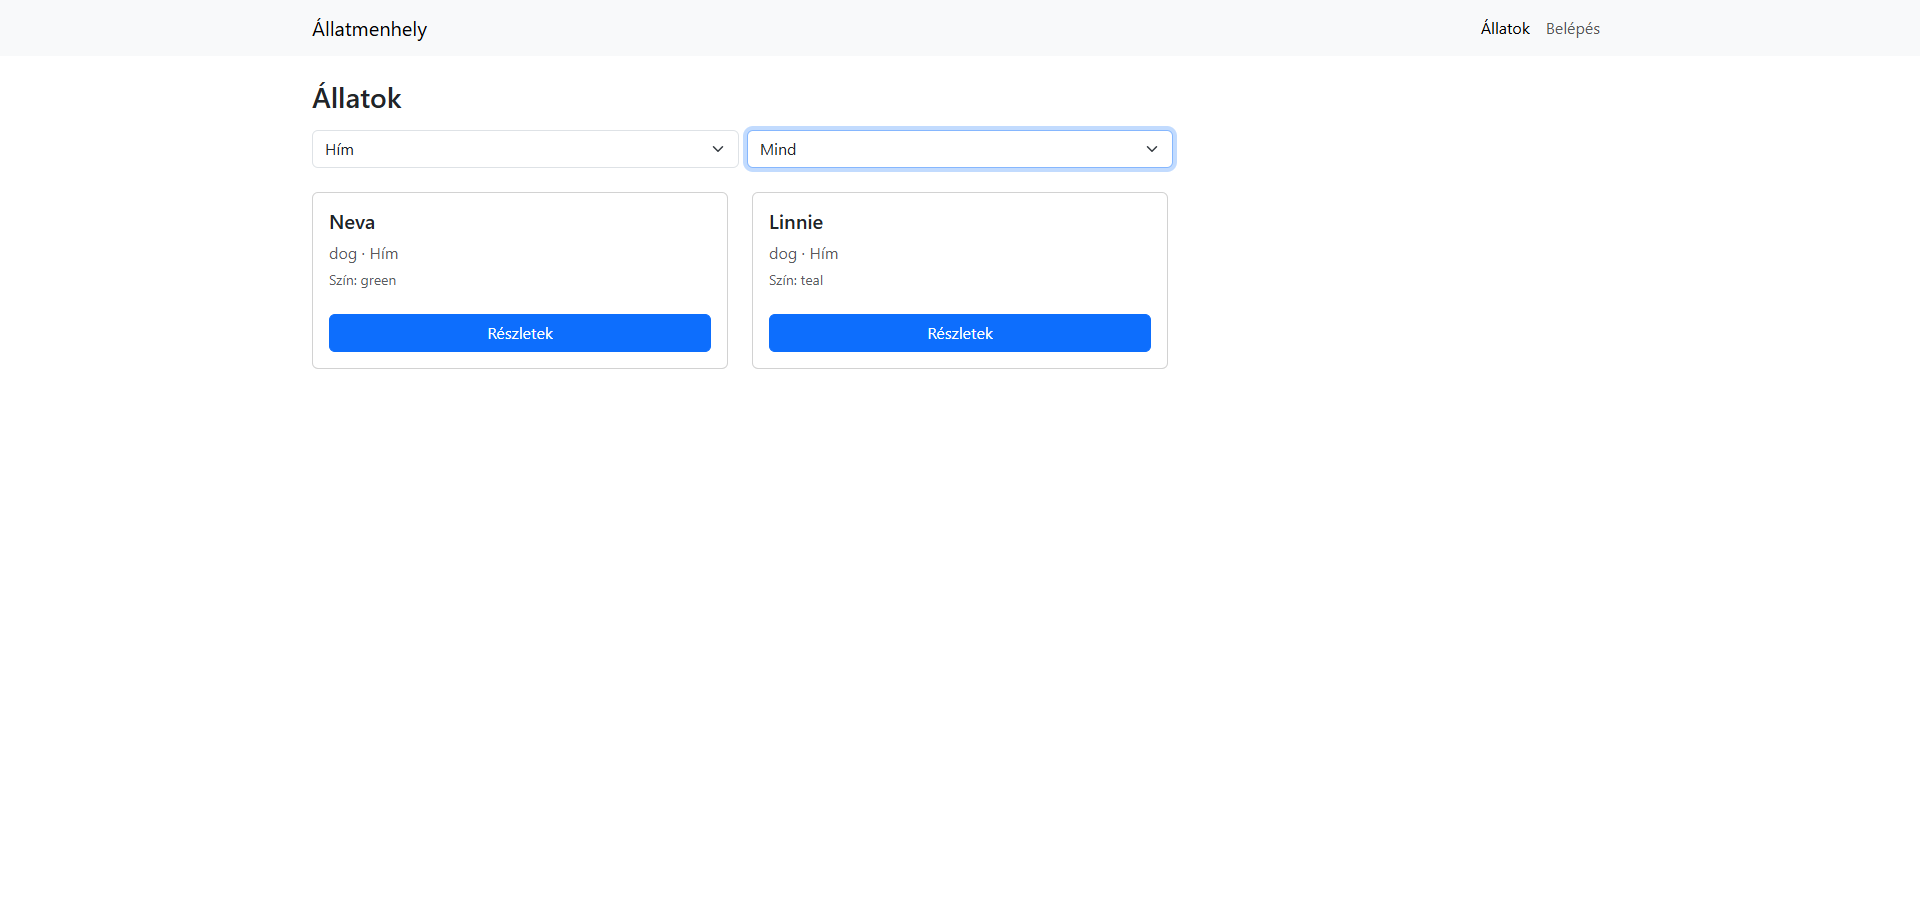 Állatmenhely
Állatok Belépés
Állatok
Hím Mind
Neva
dog · Hím
Szín: green
Részletek
Linnie
dog · Hím
Szín: teal
Részletek